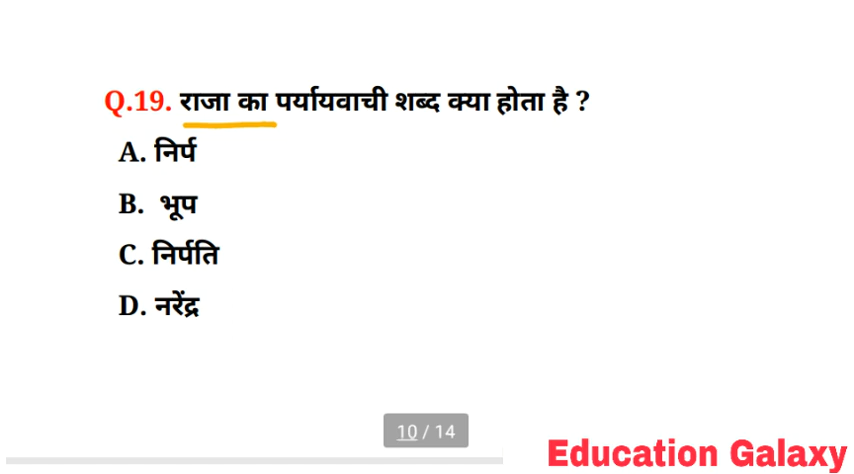 Q.19. राजा का पर्यायवाची शब्द क्या होता है ?
A. निर्प
B. भूप
C. निर्पति
D. नरेंद्र
10 / 14
Education Galaxy